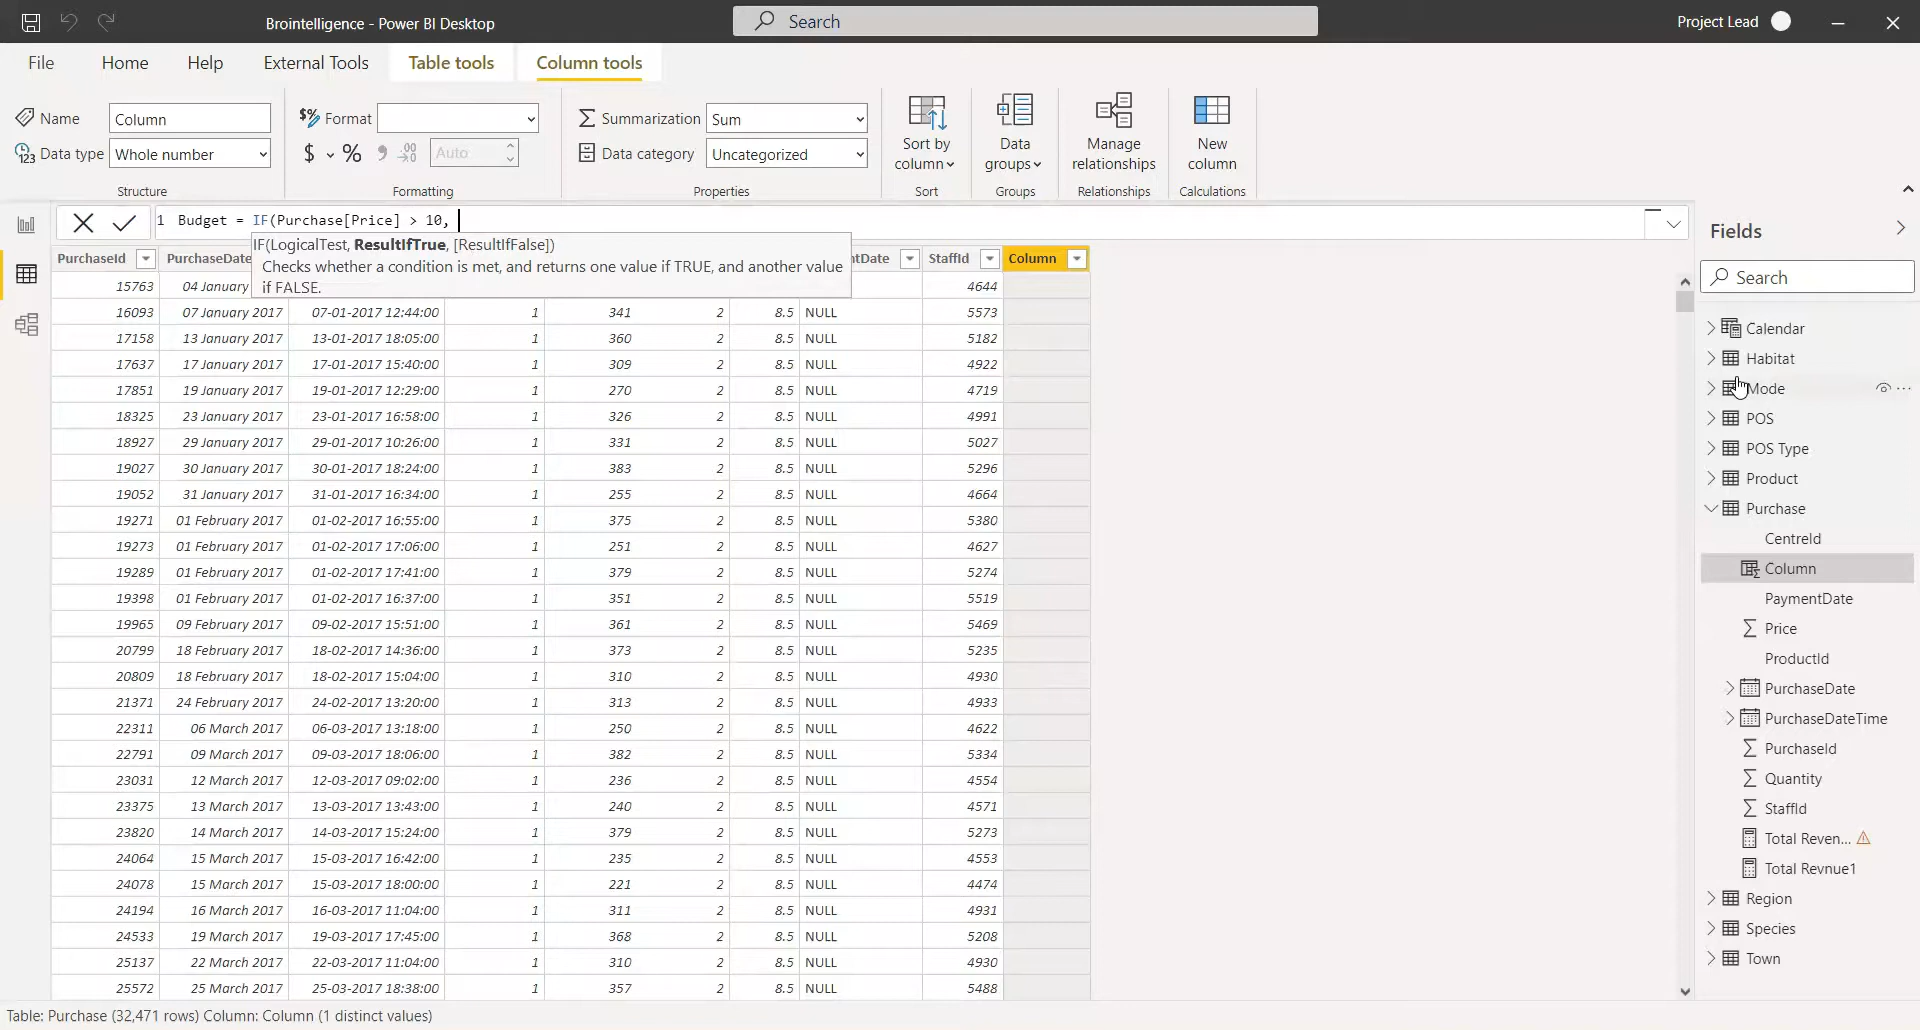 Brointelligence - Power BI Desktop
Search
Project Lead
File Home Help External Tools Table tools Column tools
Name Column
Data type Whole number
Structure
$% Format
$ % Auto
Formatting
Summarization Sum
Data category Uncategorized
Properties
Sort by column
Sort
Data groups
Groups
Manage relationships
Relationships
New column
Calculations
1 Budget = IF(Purchase[Price] > 10,
IF(LogicalTest, ResultIfTrue, [ResultIfFalse])
Checks whether a condition is met, and returns one value if TRUE, and another value
if FALSE.
PurchaseId PurchaseDate ntDate StaffId Column
15763 04 January 4644
16093 07 January 2017 07-01-2017 12:44:00 1 341 2 8.5 NULL 5573
17158 13 January 2017 13-01-2017 18:05:00 1 360 2 8.5 NULL 5182
17637 17 January 2017 17-01-2017 15:40:00 1 309 2 8.5 NULL 4922
17851 19 January 2017 19-01-2017 12:29:00 1 270 2 8.5 NULL 4719
18325 23 January 2017 23-01-2017 16:58:00 1 326 2 8.5 NULL 4991
18927 29 January 2017 29-01-2017 10:26:00 1 331 2 8.5 NULL 5027
19027 30 January 2017 30-01-2017 18:24:00 1 383 2 8.5 NULL 5296
19052 31 January 2017 31-01-2017 16:34:00 1 255 2 8.5 NULL 4664
19271 01 February 2017 01-02-2017 16:55:00 1 375 2 8.5 NULL 5380
19273 01 February 2017 01-02-2017 17:06:00 1 251 2 8.5 NULL 4627
19289 01 February 2017 01-02-2017 17:41:00 1 379 2 8.5 NULL 5274
19398 01 February 2017 01-02-2017 16:37:00 1 351 2 8.5 NULL 5519
19965 09 February 2017 09-02-2017 15:51:00 1 361 2 8.5 NULL 5469
20799 18 February 2017 18-02-2017 14:36:00 1 373 2 8.5 NULL 5235
20809 18 February 2017 18-02-2017 15:04:00 1 310 2 8.5 NULL 4930
21371 24 February 2017 24-02-2017 13:20:00 1 313 2 8.5 NULL 4933
22311 06 March 2017 06-03-2017 13:18:00 1 250 2 8.5 NULL 4622
22791 09 March 2017 09-03-2017 18:06:00 1 382 2 8.5 NULL 5334
23031 12 March 2017 12-03-2017 09:02:00 1 236 2 8.5 NULL 4554
23375 13 March 2017 13-03-2017 13:43:00 1 240 2 8.5 NULL 4571
23820 14 March 2017 14-03-2017 15:24:00 1 379 2 8.5 NULL 5273
24064 15 March 2017 15-03-2017 16:42:00 1 235 2 8.5 NULL 4553
24078 15 March 2017 15-03-2017 18:00:00 1 221 2 8.5 NULL 4474
24194 16 March 2017 16-03-2017 11:04:00 1 311 2 8.5 NULL 4931
24533 19 March 2017 19-03-2017 17:45:00 1 368 2 8.5 NULL 5208
25137 22 March 2017 22-03-2017 11:04:00 1 310 2 8.5 NULL 4930
25572 25 March 2017 25-03-2017 18:38:00 1 357 2 8.5 NULL 5488
Fields
Search
Calendar
Habitat
Mode
POS
POS Type
Product
Purchase
CentreId
Column
PaymentDate
Price
ProductId
PurchaseDate
PurchaseDateTime
PurchaseId
Quantity
StaffId
Total Reven...
Total Revnue1
Region
Species
Town
Table: Purchase (32,471 rows) Column: Column (1 distinct values)